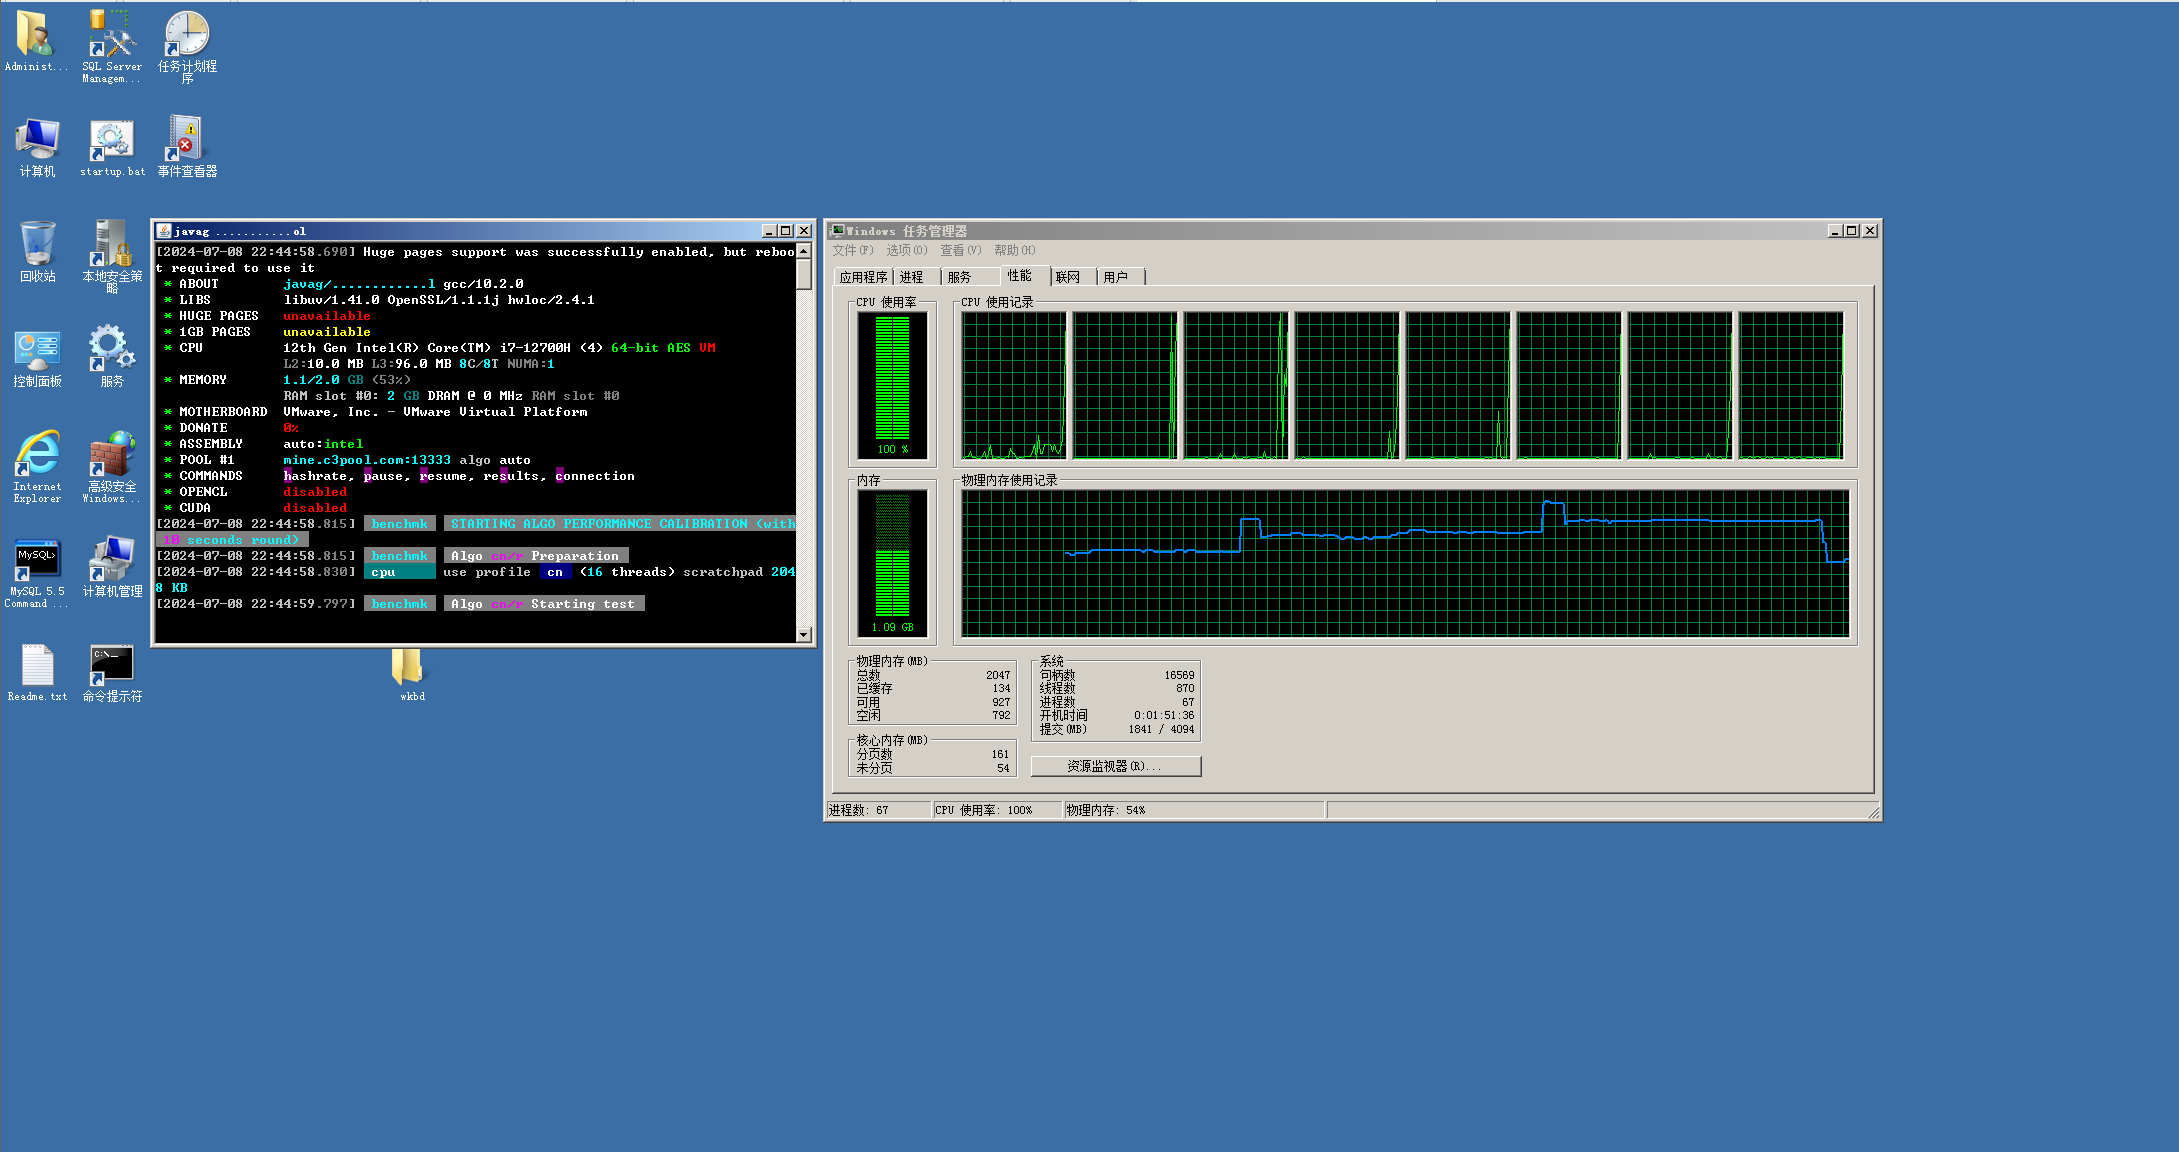 Administ...
SQL Server
Managem...
任务计划程
序
计算机
startup.bat
事件查看器
回收站
本地安全策
略
控制面板
服务
Internet
Explorer
高级安全
Windows...
MySQL>
MySQL 5.5
Command ...
计算机管理
Readme.txt
C:\_
命令提示符
wkbd
javag ...........ol
[2024-07-08 22:44:58.690] Huge pages support was successfully enabled, but reboo
t required to use it
* ABOUT javag/............l gcc/10.2.0
* LIBS libuv/1.41.0 OpenSSL/1.1.1j hwloc/2.4.1
* HUGE PAGES unavailable
* 1GB PAGES unavailable
* CPU 12th Gen Intel(R) Core(TM) i7-12700H (4) 64-bit AES VM
L2:10.0 MB L3:96.0 MB 8C/8T NUMA:1
* MEMORY 1.1/2.0 GB (53%)
RAM slot #0: 2 GB DRAM @ 0 MHz RAM slot #0
* MOTHERBOARD VMware, Inc. - VMware Virtual Platform
* DONATE 0%
* ASSEMBLY auto:intel
* POOL #1 mine.c3pool.com:13333 algo auto
* COMMANDS hashrate, pause, resume, results, connection
* OPENCL disabled
* CUDA disabled
[2024-07-08 22:44:58.815] benchmk STARTING ALGO PERFORMANCE CALIBRATION (with
10 seconds round)
[2024-07-08 22:44:58.815] benchmk Algo cn/r Preparation
[2024-07-08 22:44:58.830] cpu use profile cn (16 threads) scratchpad 204
8 KB
[2024-07-08 22:44:59.797] benchmk Algo cn/r Starting test
Windows 任务管理器
文件(F) 选项(O) 查看(V) 帮助(H)
应用程序 进程 服务 性能 联网 用户
CPU 使用率
100 %
CPU 使用记录
内存
1.09 GB
物理内存使用记录
物理内存(MB)
总数 2047
已缓存 134
可用 927
空闲 792
核心内存(MB)
分页数 161
未分页 54
系统
句柄数 16569
线程数 870
进程数 67
开机时间 0:01:51:36
提交(MB) 1841 / 4094
资源监视器(R)...
进程数: 67 CPU 使用率: 100% 物理内存: 54%